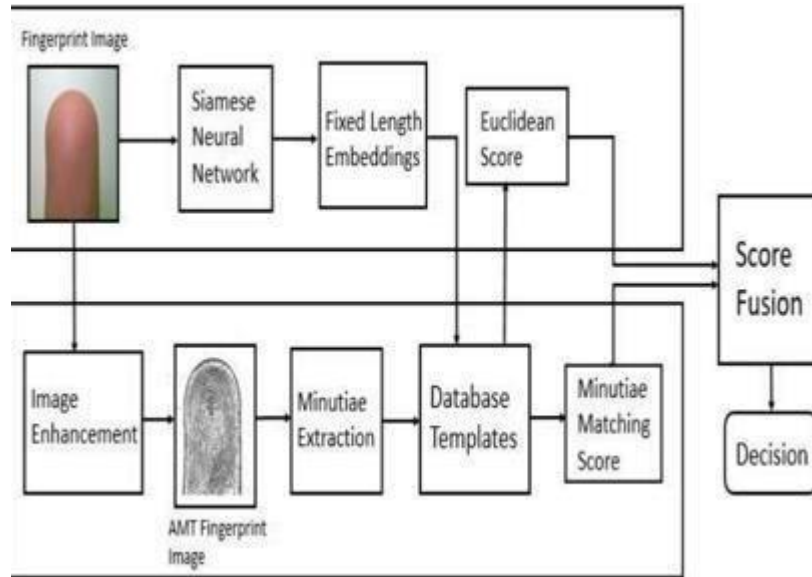 Fingerprint Image
Siamese
Neural
Network
Fixed Length
Embeddings
Euclidean
Score
Score
Fusion
Image
Enhancement
AMT Fingerprint
Image
Minutiae
Extraction
Database
Templates
Minutiae
Matching
Score
Decision